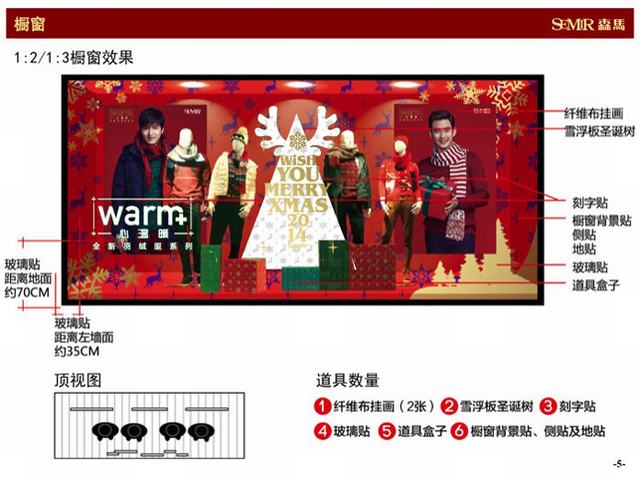 橱窗
SEMIR 森馬
1:2/1:3橱窗效果
纤维布挂画
雪浮板圣诞树
SEMIR
WiSH
YOU
MERRY
XMAS
20
14
warm+
心温暖
全新羽绒服系列
刻字贴
橱窗背景贴
侧贴
地贴
玻璃贴
道具盒子
玻璃贴
距离地面
约70CM
玻璃贴
距离左墙面
约35CM
顶视图
道具数量
1 纤维布挂画（2张） 2 雪浮板圣诞树 3 刻字贴
4 玻璃贴 5 道具盒子 6 橱窗背景贴、侧贴及地贴
-5-